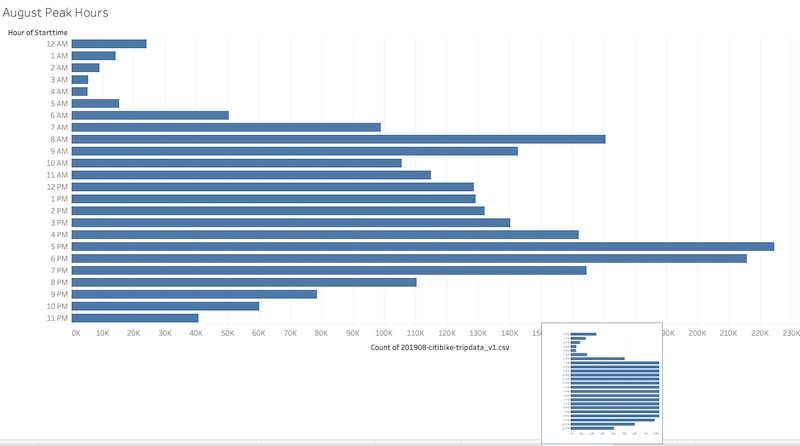 August Peak Hours
Hour of Starttime
12 AM
1 AM
2 AM
3 AM
4 AM
5 AM
6 AM
7 AM
8 AM
9 AM
10 AM
11 AM
12 PM
1 PM
2 PM
3 PM
4 PM
5 PM
6 PM
7 PM
8 PM
9 PM
10 PM
11 PM
0K 10K 20K 30K 40K 50K 60K 70K 80K 90K 100K 110K 120K 130K 140K 200K 210K 220K 230K
Count of 201908-citibike-tripdata_v1.csv